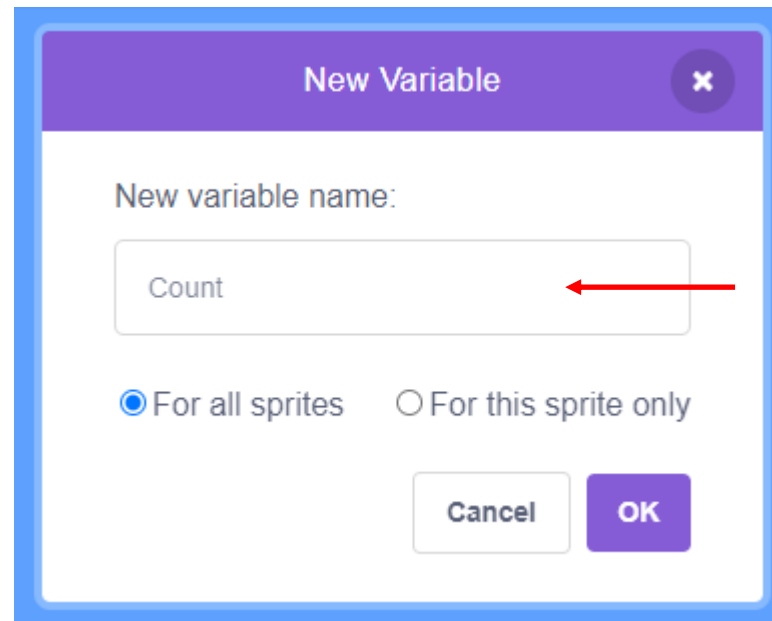 New Variable
New variable name:
Count
For all sprites For this sprite only
Cancel OK